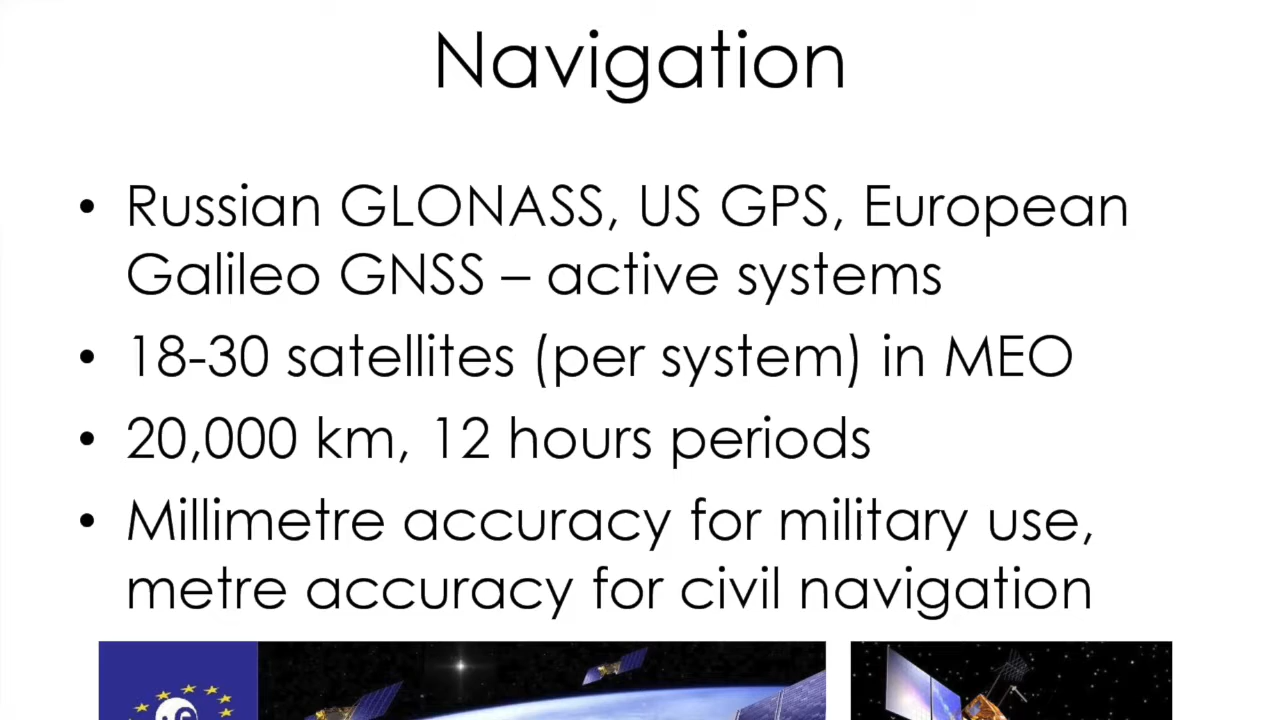 Navigation
• Russian GLONASS, US GPS, European
Galileo GNSS – active systems
• 18-30 satellites (per system) in MEO
• 20,000 km, 12 hours periods
• Millimetre accuracy for military use,
metre accuracy for civil navigation